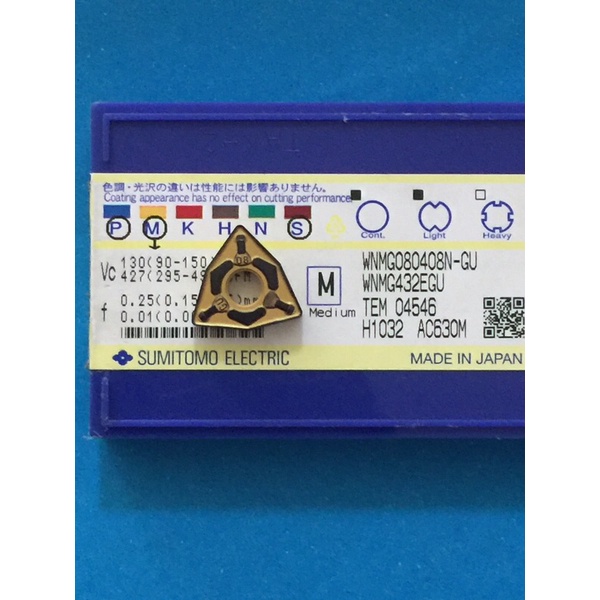 色調・光沢の違いは性能には影響ありません。
Coating appearance has no effect on cutting performance.
P M K H N S
Cont. Light Heavy
Vc 130(90-150)
427(295-49
f 0.25(0.15
0.01(0.0
mm
08
M
Medium
WNMG080408N-GU
WNMG432EGU
TEM 04546
H1032 AC630M
SUMITOMO ELECTRIC
MADE IN JAPAN